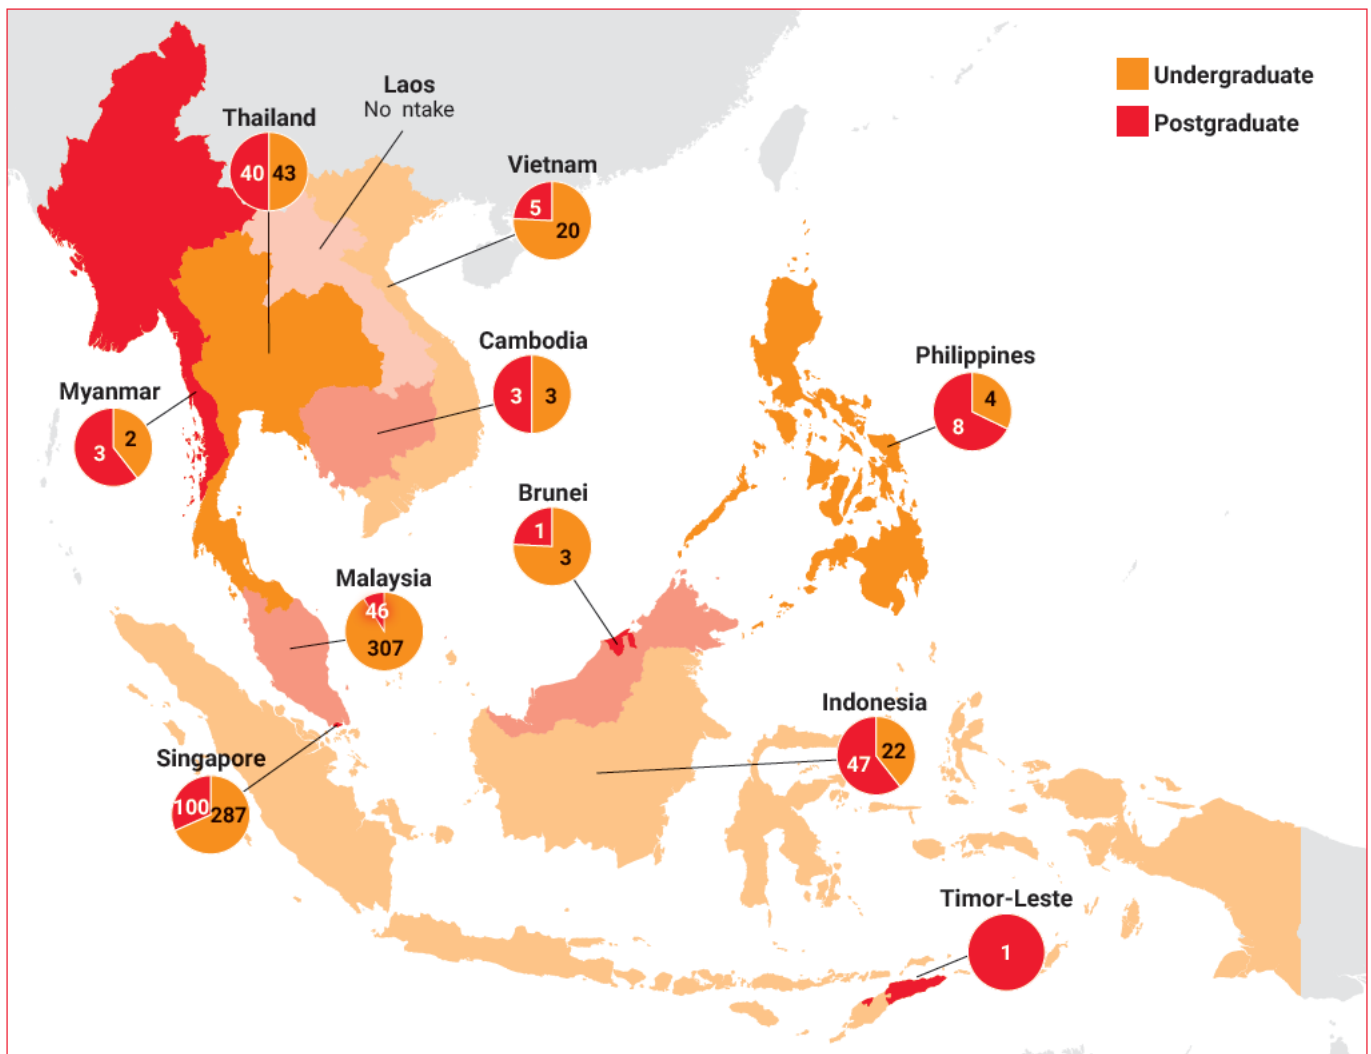 Undergraduate
Postgraduate
Laos
No ntake
Thailand
40 43
Vietnam
5
20
Cambodia
3 3
Philippines
4
8
Myanmar
2
3
Brunei
1
3
Malaysia
46
307
Indonesia
22
47
Singapore
100 287
Timor-Leste
1